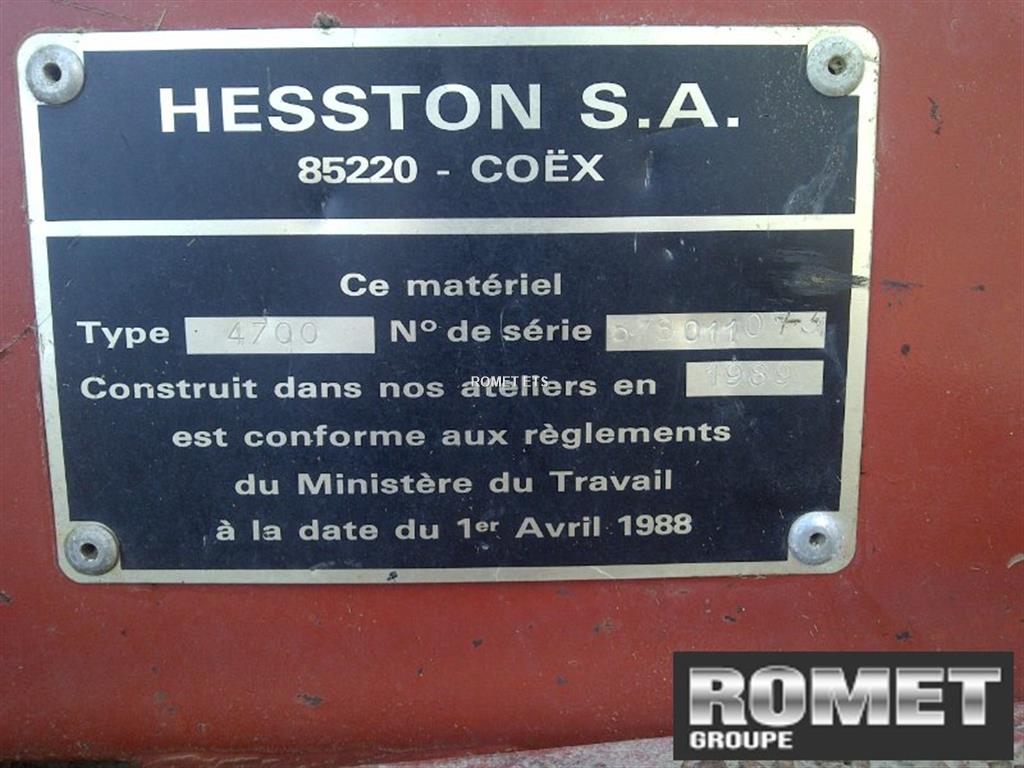 HESSTON S.A.
85220 - COËX
Ce matériel
Type 4700 N° de série
Construit dans nos ateliers en 1989
ROMET ETS
est conforme aux règlements
du Ministère du Travail
à la date du 1er Avril 1988
ROMET
GROUPE